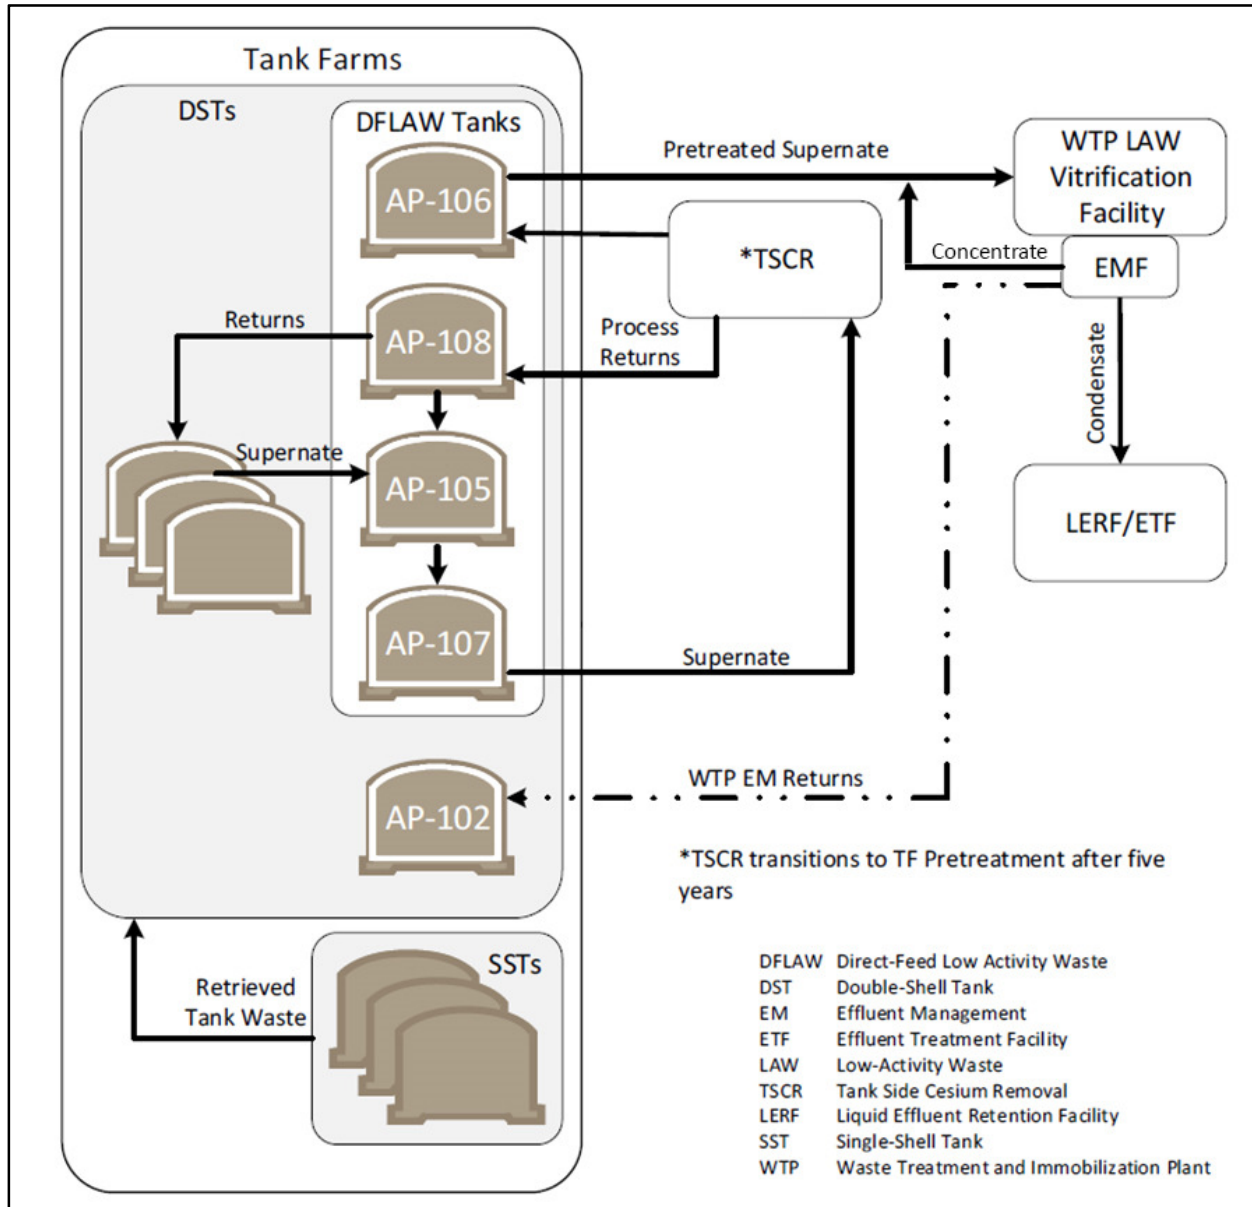 Tank Farms
DSTs
DFLAW Tanks
AP-106
Pretreated Supernate
WTP LAW
Vitrification
Facility
*TSCR
Concentrate
EMF
Returns
AP-108
Process
Returns
Condensate
Supernate
AP-105
LERF/ETF
AP-107
Supernate
WTP EM Returns
AP-102
*TSCR transitions to TF Pretreatment after five
years
SSTs
Retrieved
Tank Waste
DFLAW Direct-Feed Low Activity Waste
DST Double-Shell Tank
EM Effluent Management
ETF Effluent Treatment Facility
LAW Low-Activity Waste
TSCR Tank Side Cesium Removal
LERF Liquid Effluent Retention Facility
SST Single-Shell Tank
WTP Waste Treatment and Immobilization Plant